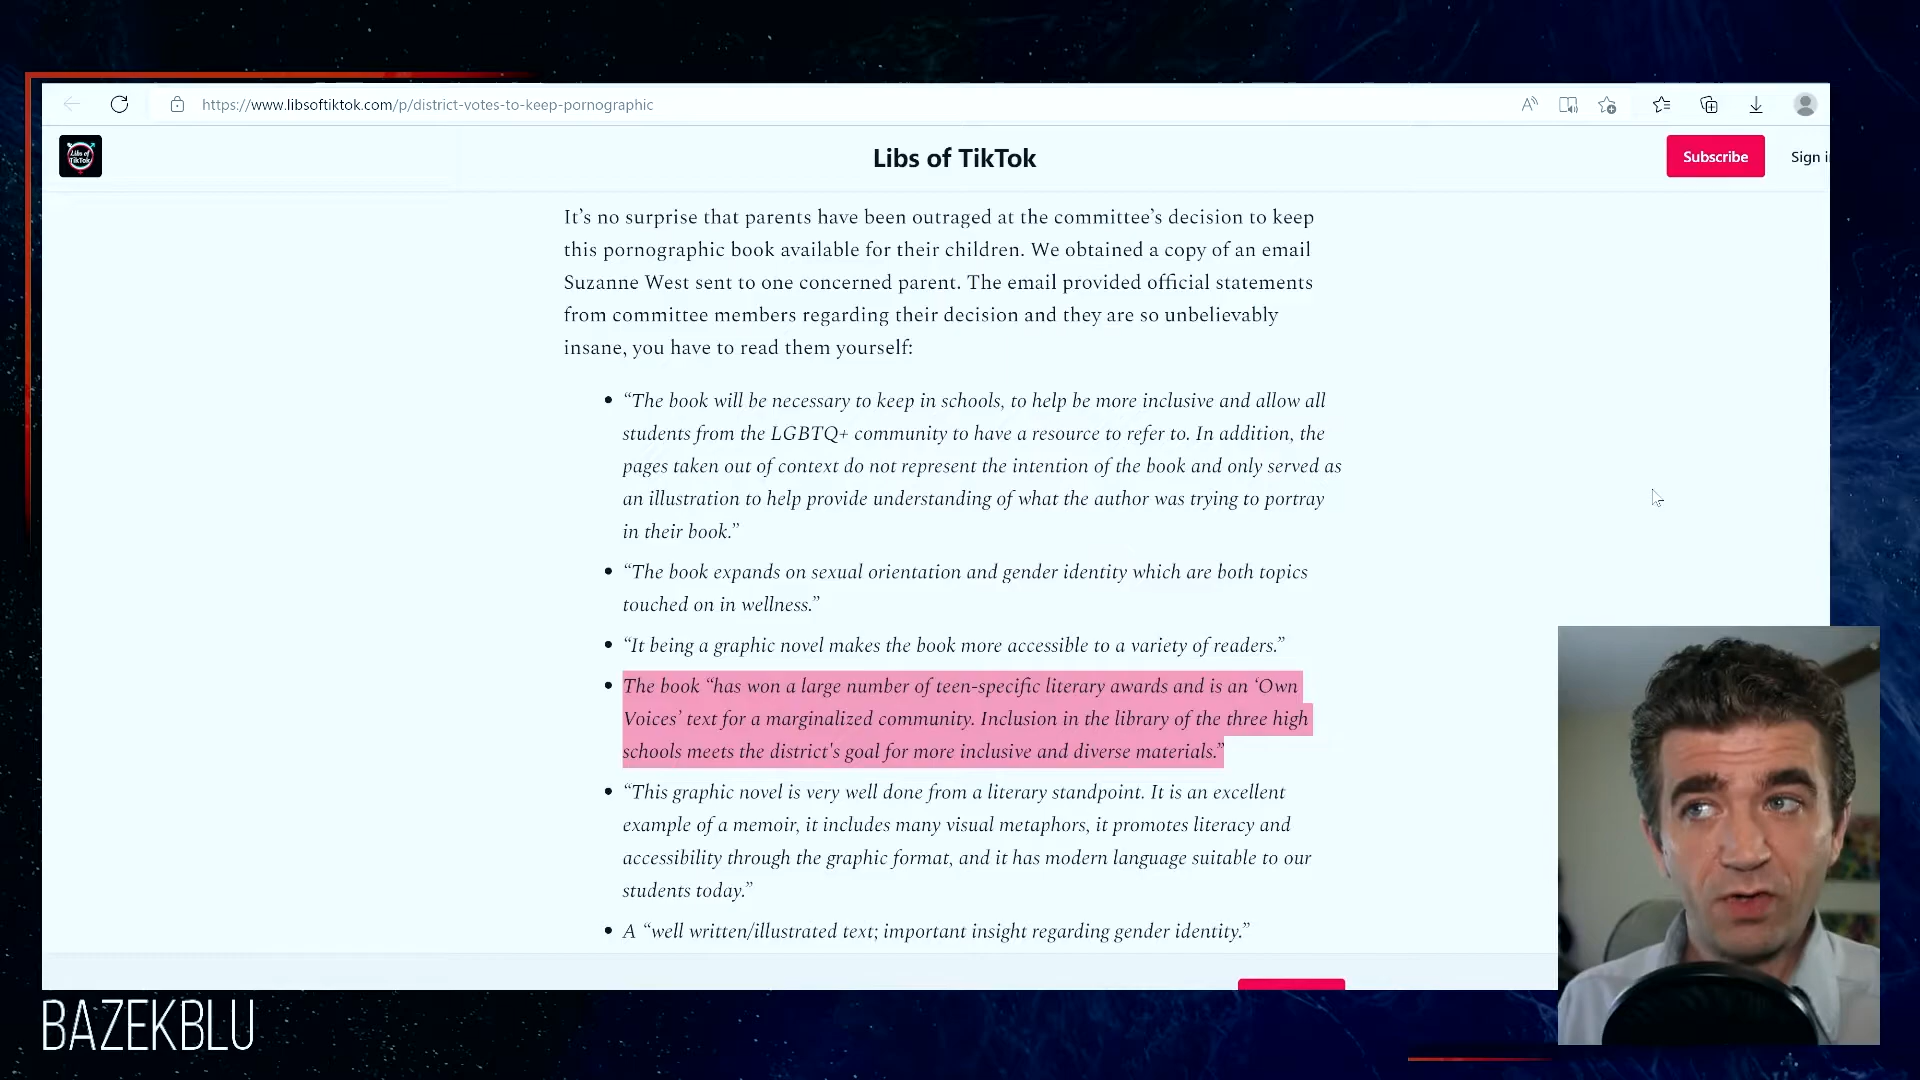 https://www.libsoftiktok.com/p/district-votes-to-keep-pornographic
Libs of TikTok
Libs of TikTok
Subscribe
Sign i
It’s no surprise that parents have been outraged at the committee’s decision to keep
this pornographic book available for their children. We obtained a copy of an email
Suzanne West sent to one concerned parent. The email provided official statements
from committee members regarding their decision and they are so unbelievably
insane, you have to read them yourself:
• “The book will be necessary to keep in schools, to help be more inclusive and allow all
students from the LGBTQ+ community to have a resource to refer to. In addition, the
pages taken out of context do not represent the intention of the book and only served as
an illustration to help provide understanding of what the author was trying to portray
in their book.”
• “The book expands on sexual orientation and gender identity which are both topics
touched on in wellness.”
• “It being a graphic novel makes the book more accessible to a variety of readers.”
• The book “has won a large number of teen-specific literary awards and is an ‘Own
Voices’ text for a marginalized community. Inclusion in the library of the three high
schools meets the district's goal for more inclusive and diverse materials.”
• “This graphic novel is very well done from a literary standpoint. It is an excellent
example of a memoir, it includes many visual metaphors, it promotes literacy and
accessibility through the graphic format, and it has modern language suitable to our
students today.”
• A “well written/illustrated text; important insight regarding gender identity.”
BAZEKBLU